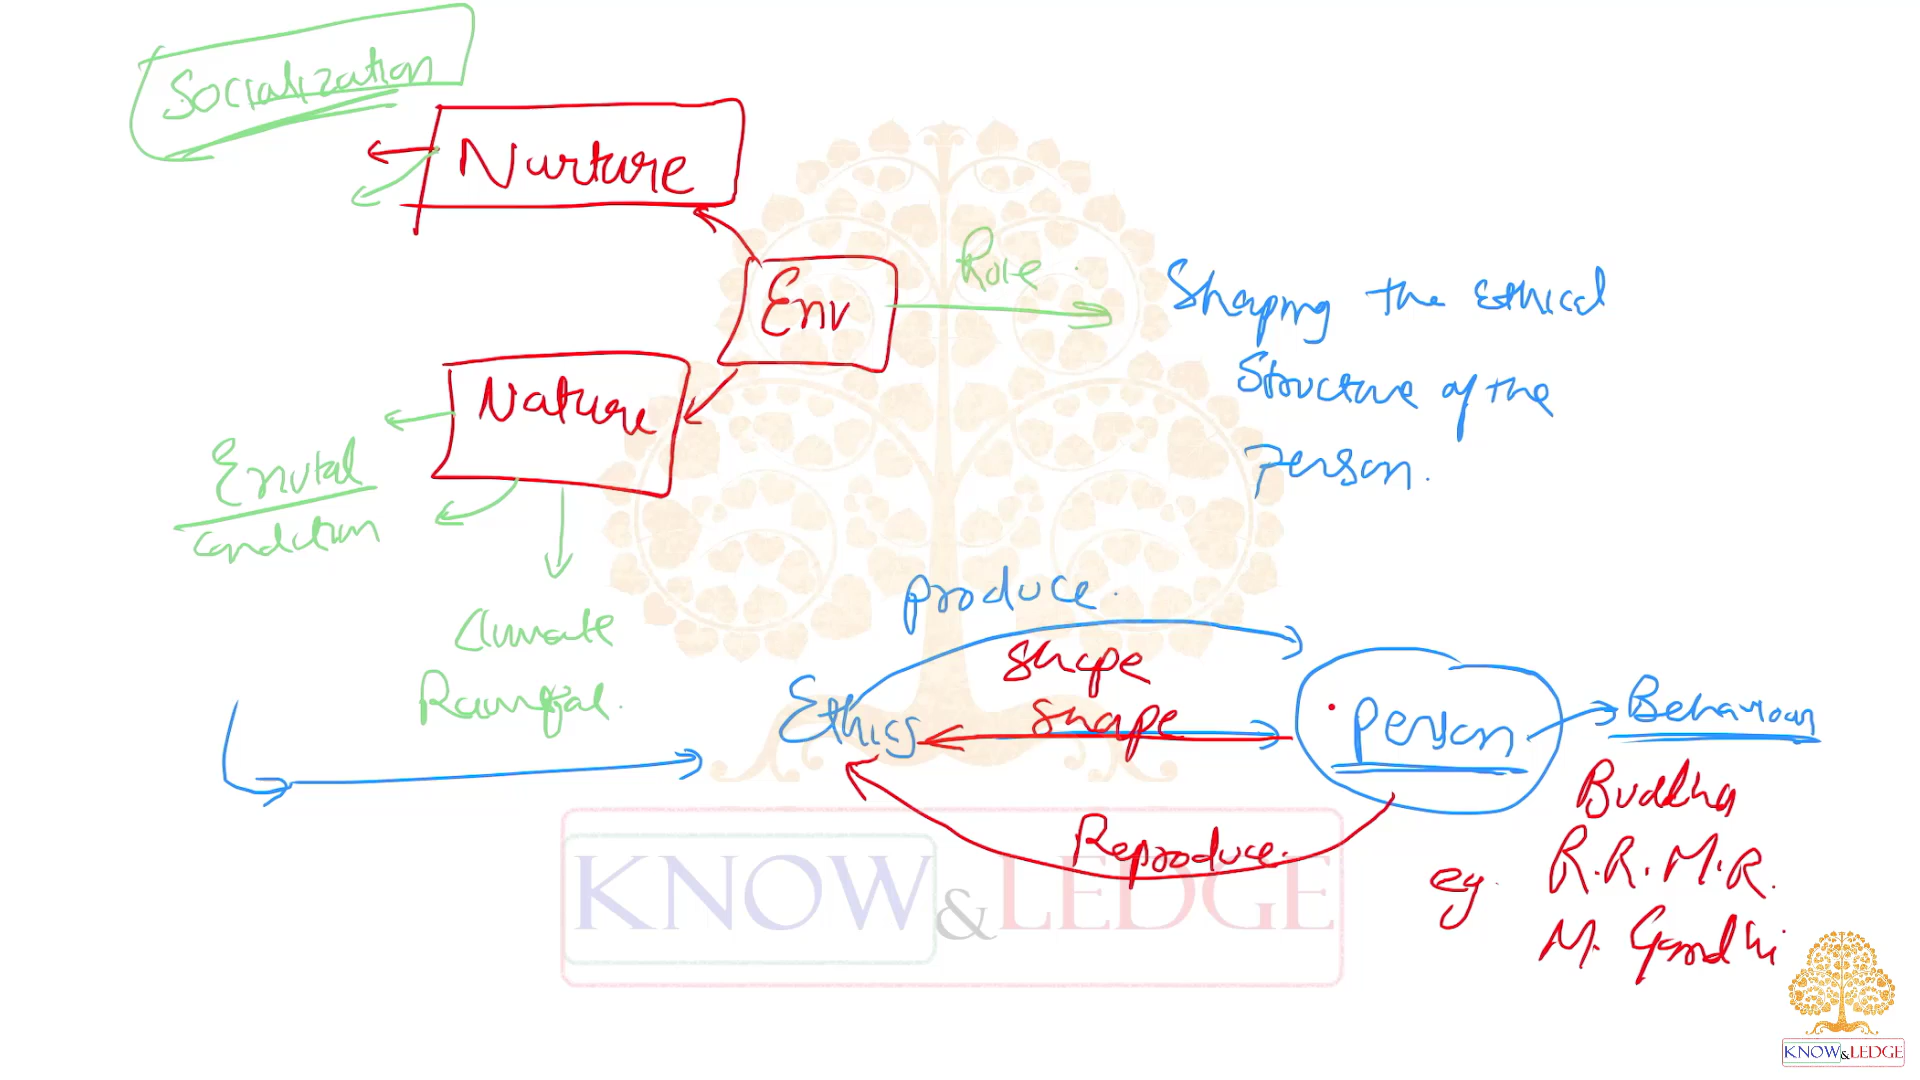 Socialization
Nurture
Env
Role
Shaping the Ethical
Structure of the
person.
Nature
Envtal
condition
Climate
Rainfal.
produce.
shape
shape
Ethics
Person
Behaviour
Reproduce.
eg.
Buddha
R.R.M.R.
M. Gandhi
KNOW&LEDGE
KNOW&LEDGE